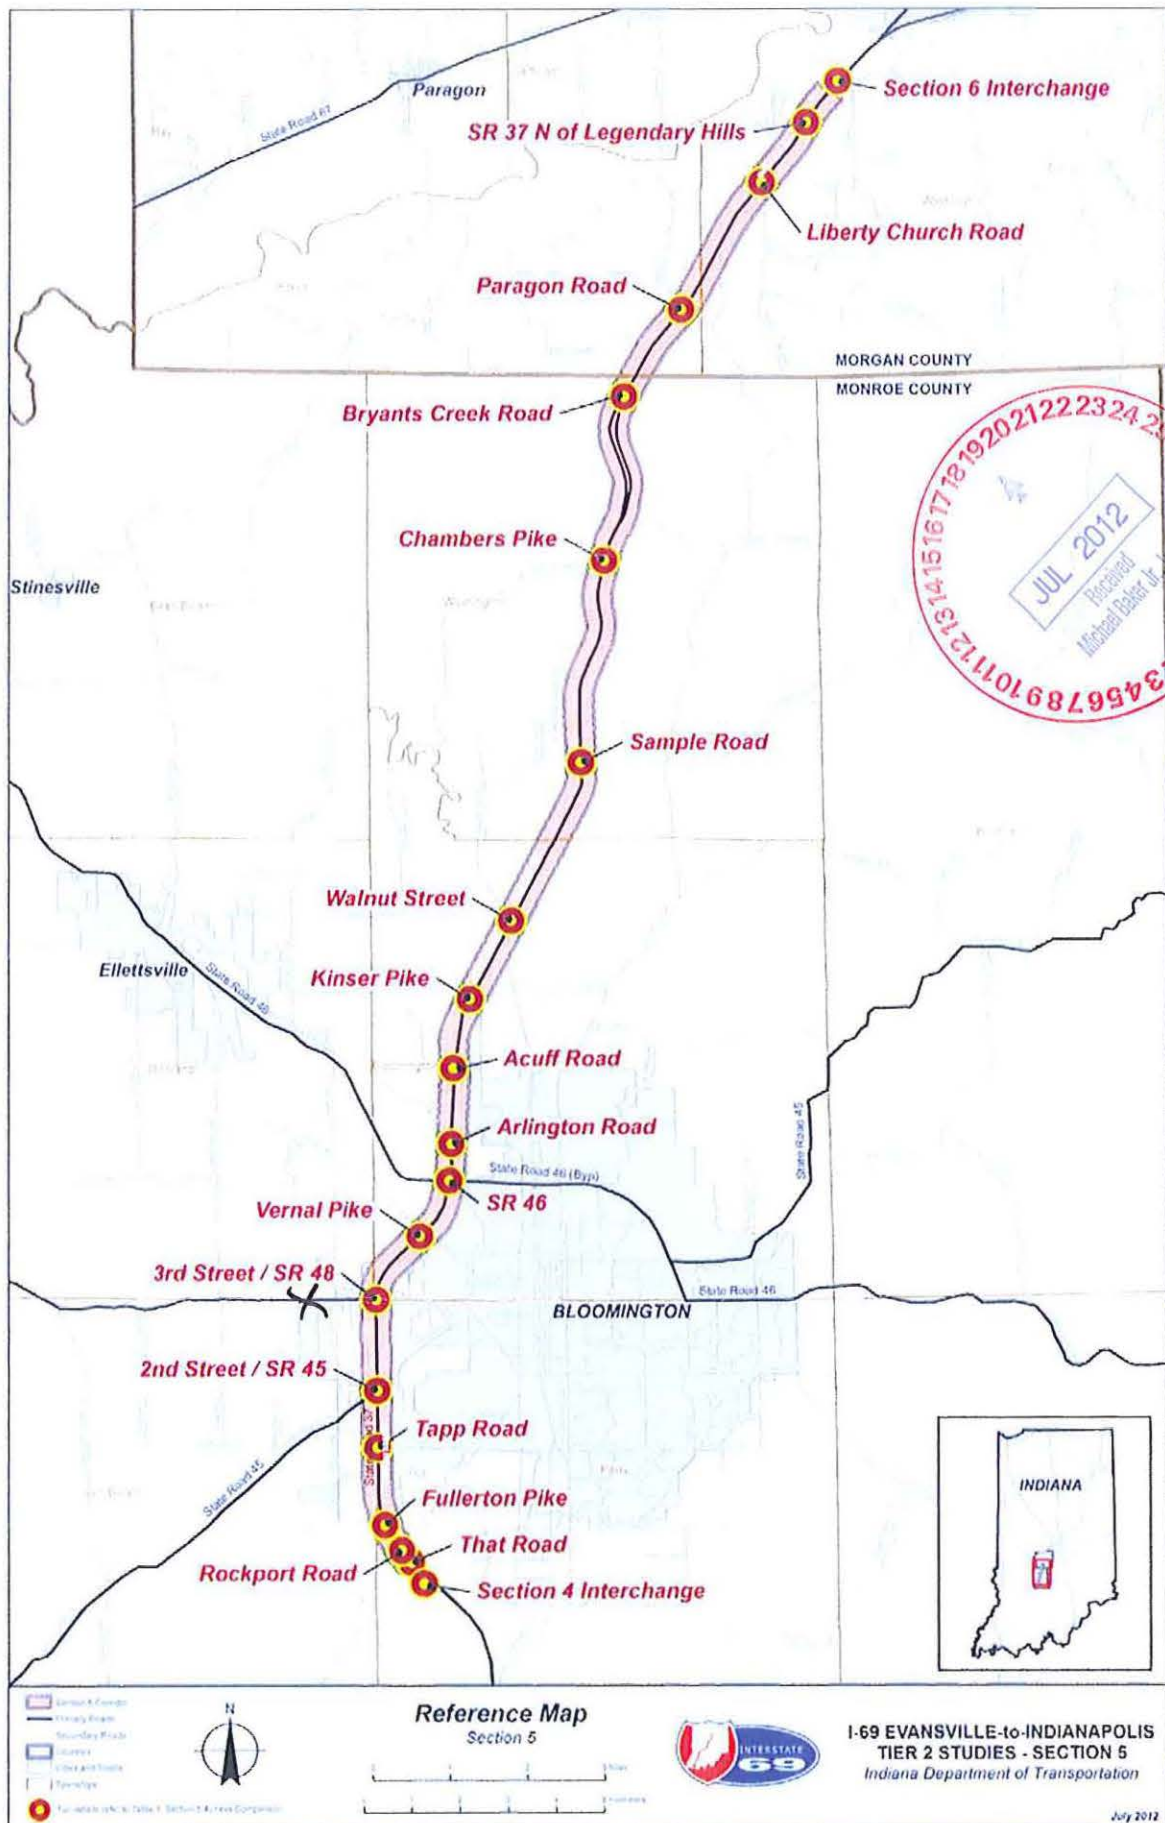 Paragon
State Road 67
Section 6 Interchange
SR 37 N of Legendary Hills
Liberty Church Road
Paragon Road
MORGAN COUNTY
MONROE COUNTY
Bryants Creek Road
Chambers Pike
Stinesville
JUL 2012
Received
Michael Baker Jr.
Sample Road
Walnut Street
Ellettsville
State Road 46
Kinser Pike
Acuff Road
Arlington Road
State Road 46 (Byp)
State Road 45
SR 46
Vernal Pike
3rd Street / SR 48
State Road 46
BLOOMINGTON
2nd Street / SR 45
State Road 45
Tapp Road
Fullerton Pike
That Road
Rockport Road
Section 4 Interchange
INDIANA
N
Reference Map
Section 5
INTERSTATE
69
I-69 EVANSVILLE-to-INDIANAPOLIS
TIER 2 STUDIES - SECTION 5
Indiana Department of Transportation
July 2012